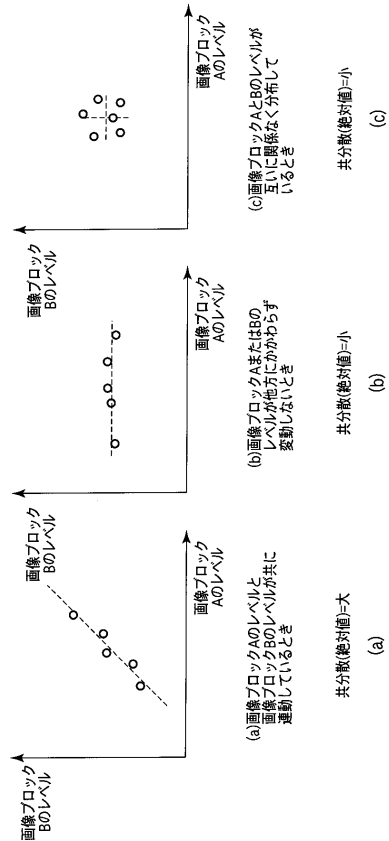 画像ブロック
Bのレベル
画像ブロック
Aのレベル
(a)画像ブロックAのレベルと
画像ブロックBのレベルが共に
連動しているとき
共分散(絶対値)=大
(a)
画像ブロック
Bのレベル
画像ブロック
Aのレベル
(b)画像ブロックAまたはBの
レベルが他方にかかわらず
変動しないとき
共分散(絶対値)=小
(b)
画像ブロック
Bのレベル
画像ブロック
Aのレベル
(c)画像ブロックAとBのレベルが
互いに関係なく分布して
いるとき
共分散(絶対値)=小
(c)